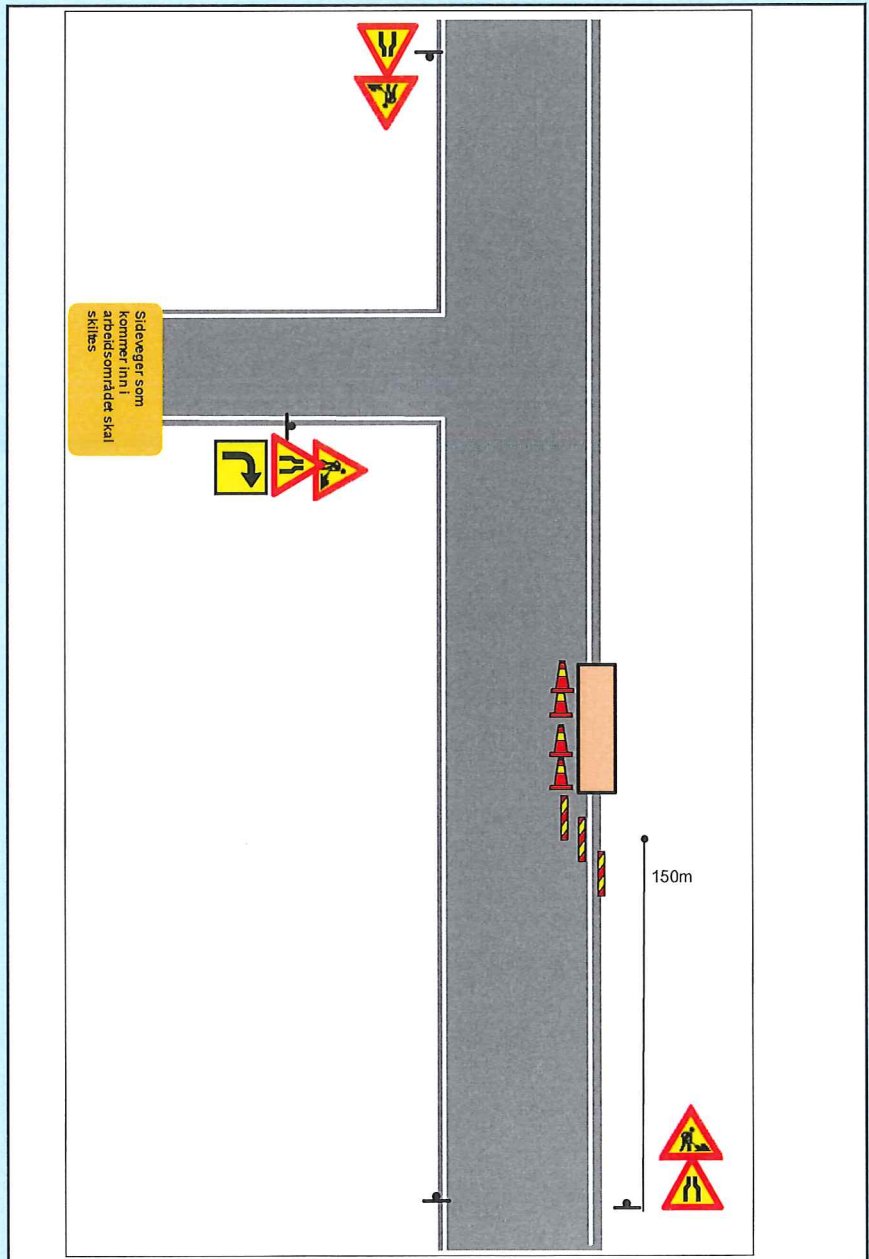 Sideveger som
kommer inn i
arbeidsområdet skal
skiltes
150m